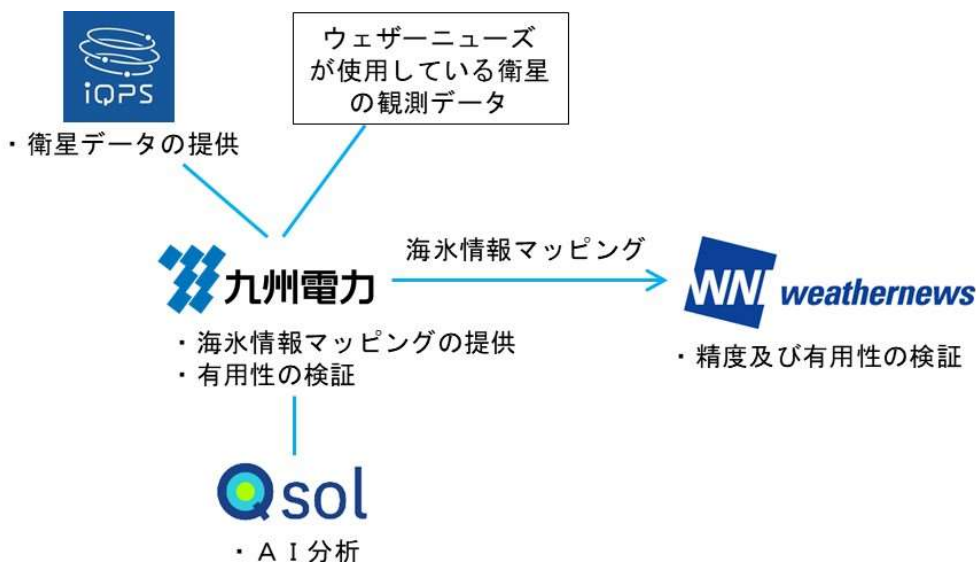 iQPS
・衛星データの提供
ウェザーニューズ
が使用している衛星
の観測データ
九州電力
・海氷情報マッピングの提供
・有用性の検証
海氷情報マッピング
WNI weathernews
・精度及び有用性の検証
Qsol
・ＡＩ分析